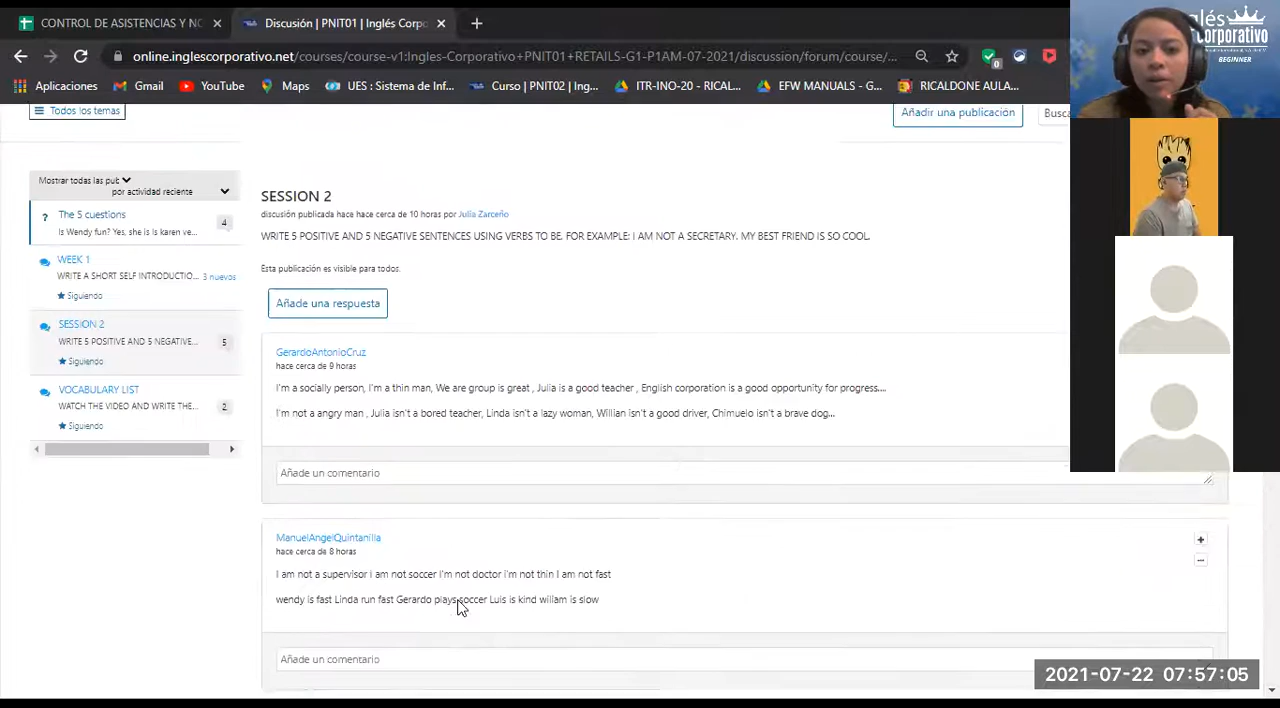 CONTROL DE ASISTENCIAS Y NO
Discusión | PNIT01 | Inglés Corpo
online.inglescorporativo.net/courses/course-v1:Ingles-Corporativo+PNIT01+RETAILS-G1-P1AM-07-2021/discussion/forum/course/...
Aplicaciones
Gmail
YouTube
Maps
UES : Sistema de Inf...
Curso | PNIT02 | Ing...
ITR-INO-20 - RICAL...
EFW MANUALS - G...
RICALDONE AULA...
glés
rporativo
BEGINNER
Todos los temas
Añadir una publicación
Busca
Mostrar todas las put
por actividad reciente
The 5 cuestions
Is Wendy fun? Yes, she is Is karen ve...
4
WEEK 1
WRITE A SHORT SELF INTRODUCTIO...
3 nuevos
Siguiendo
SESSION 2
WRITE 5 POSITIVE AND 5 NEGATIVE...
5
Siguiendo
VOCABULARY LIST
WATCH THE VIDEO AND WRITE THE...
2
Siguiendo
SESSION 2
discusión publicada hace hace cerca de 10 horas por Julia Zarceño
WRITE 5 POSITIVE AND 5 NEGATIVE SENTENCES USING VERBS TO BE. FOR EXAMPLE: I AM NOT A SECRETARY. MY BEST FRIEND IS SO COOL.
Esta publicación es visible para todos.
Añade una respuesta
GerardoAntonioCruz
hace cerca de 9 horas
I'm a socially person, I'm a thin man, We are group is great , Julia is a good teacher , English corporation is a good opportunity for progress....
I'm not a angry man , Julia isn't a bored teacher, Linda isn't a lazy woman, Willian isn't a good driver, Chimuelo isn't a brave dog...
Añade un comentario
ManuelAngelQuintanilla
hace cerca de 8 horas
I am not a supervisor i am not soccer I'm not doctor i'm not thin I am not fast
wendy is fast Linda run fast Gerardo plays soccer Luis is kind wiliam is slow
Añade un comentario
2021-07-22 07:57:05